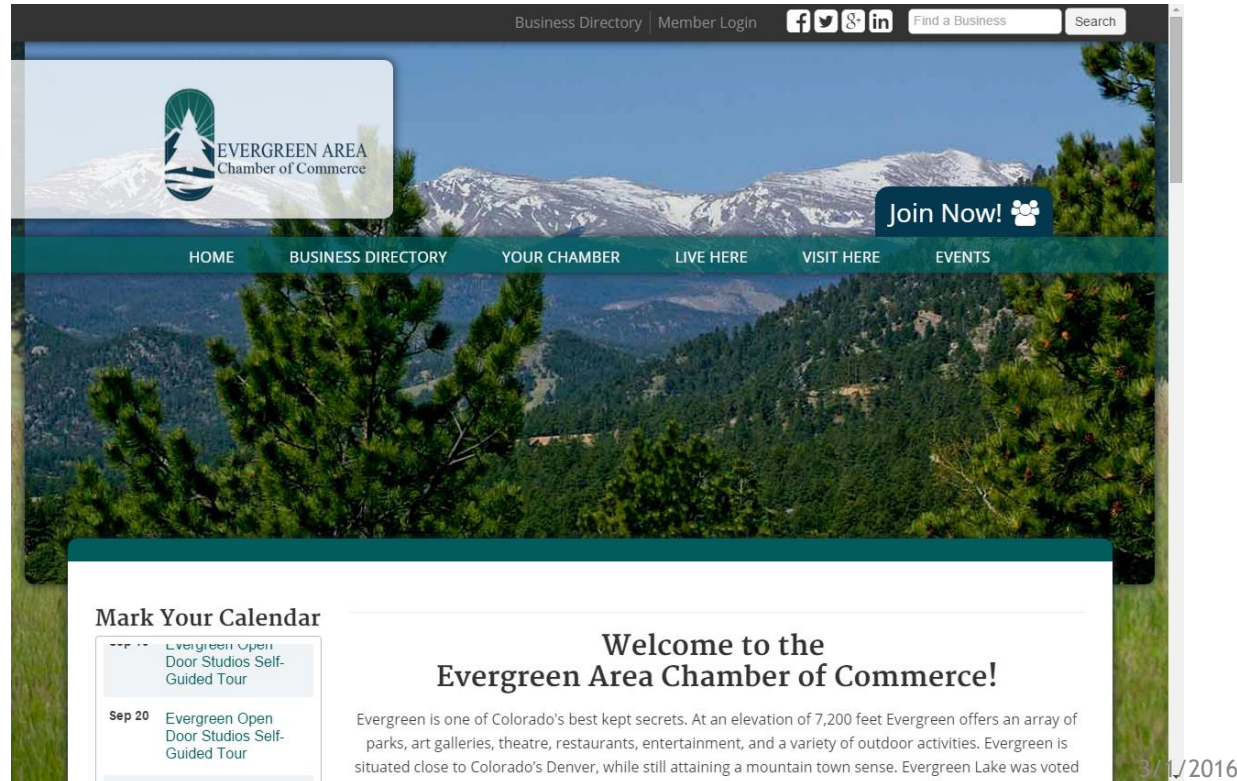 Business Directory | Member Login
Find a Business
Search
EVERGREEN AREA
Chamber of Commerce
Join Now!
HOME BUSINESS DIRECTORY YOUR CHAMBER LIVE HERE VISIT HERE EVENTS
Mark Your Calendar
Evergreen Open
Door Studios Self-
Guided Tour
Sep 20 Evergreen Open
Door Studios Self-
Guided Tour
Welcome to the
Evergreen Area Chamber of Commerce!
Evergreen is one of Colorado's best kept secrets. At an elevation of 7,200 feet Evergreen offers an array of
parks, art galleries, theatre, restaurants, entertainment, and a variety of outdoor activities. Evergreen is
situated close to Colorado's Denver, while still attaining a mountain town sense. Evergreen Lake was voted
3/1/2016